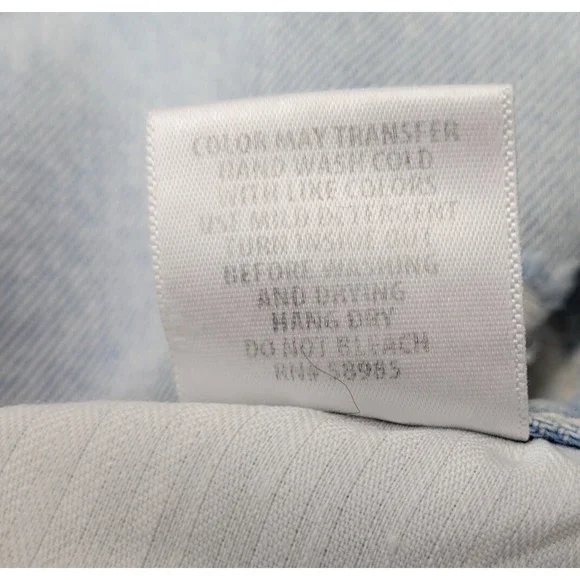 COLOR MAY TRANSFER
HAND WASH COLD
WITH LIKE COLORS
USE MILD DETERGENT
TURN INSIDE OUT
BEFORE WASHING
AND DRYING
HANG DRY
DO NOT BLEACH
RN# 58985